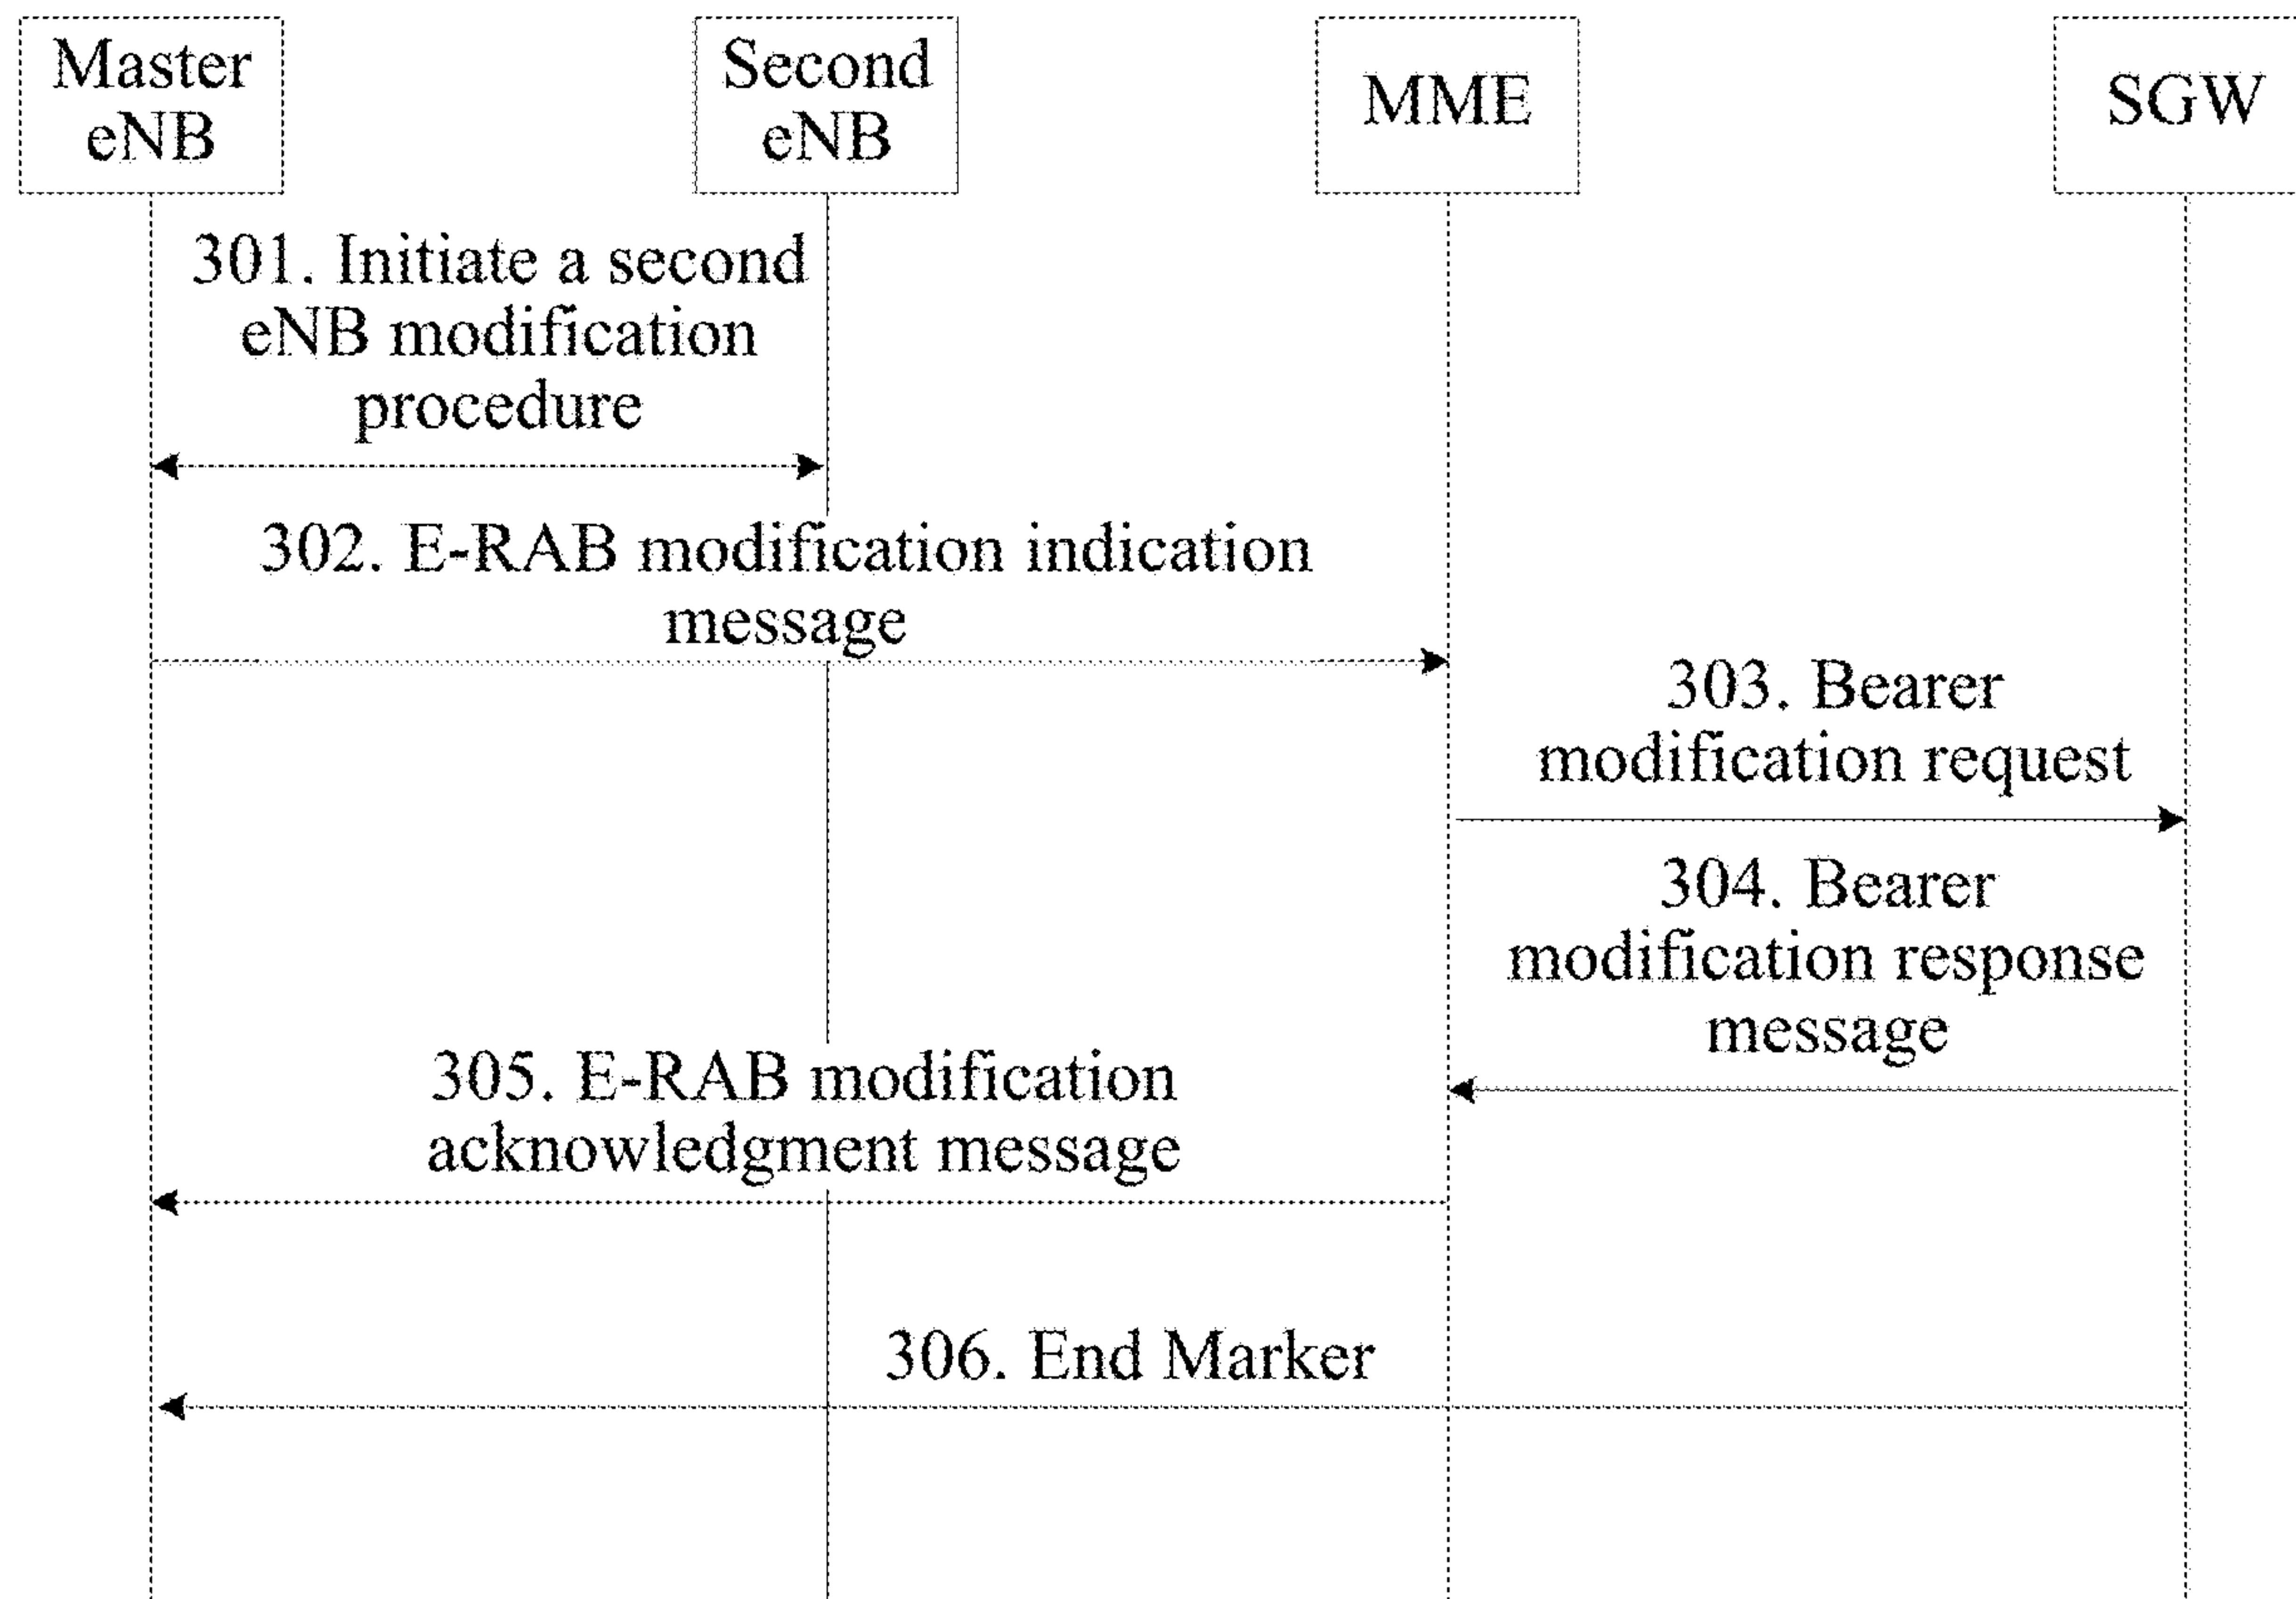 Master
eNB
Second
eNB
MME
SGW
301. Initiate a second
eNB modification
procedure
302. E-RAB modification indication
message
303. Bearer
modification request
304. Bearer
modification response
message
305. E-RAB modification
acknowledgment message
306. End Marker